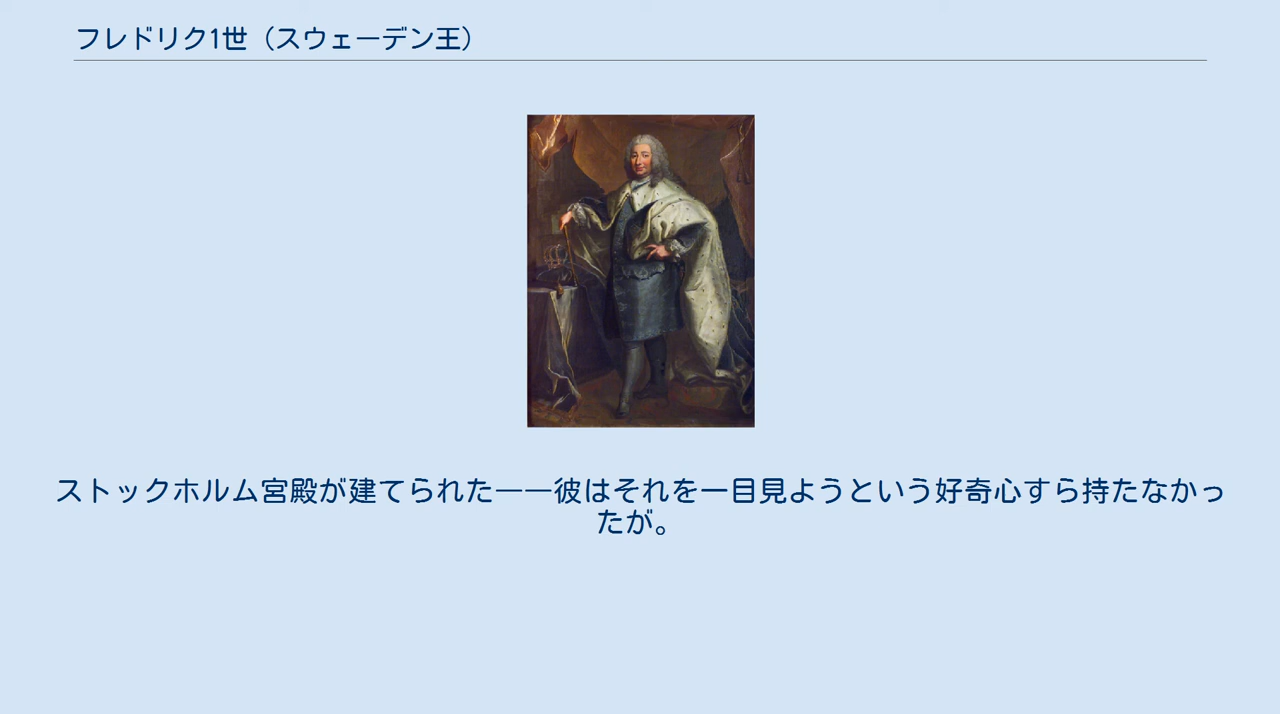 フレドリク1世（スウェーデン王）
ストックホルム宮殿が建てられた――彼はそれを一目見ようという好奇心すら持たなかっ
たが。